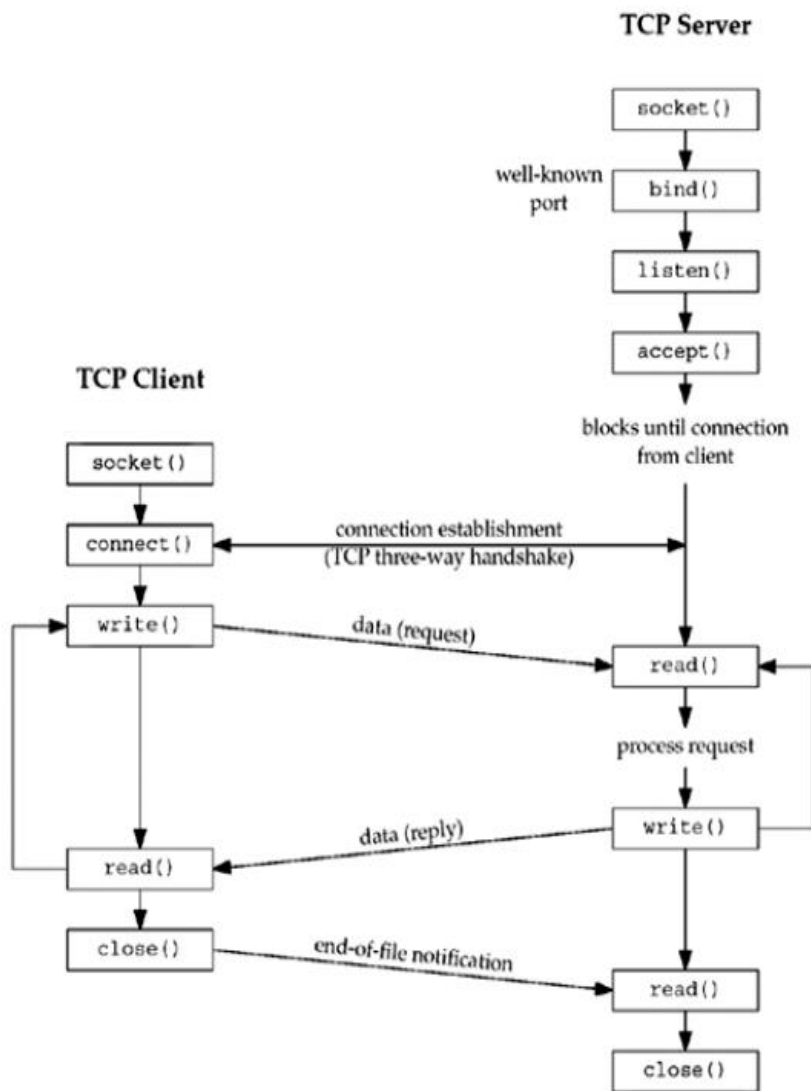 TCP Server
socket()
well-known
port
bind()
listen()
accept()
TCP Client
blocks until connection
from client
socket()
connect()
connection establishment
(TCP three-way handshake)
write()
data (request)
read()
process request
write()
data (reply)
read()
close()
end-of-file notification
read()
close()